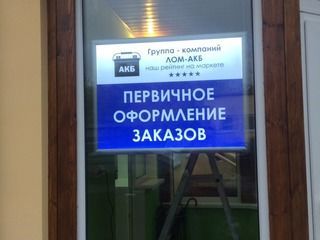 Группа - компаний
ЛОМ-АКБ
наш рейтинг на маркете
★★★★★
АКБ
ПЕРВИЧНОЕ
ОФОРМЛЕНИЕ
ЗАКАЗОВ